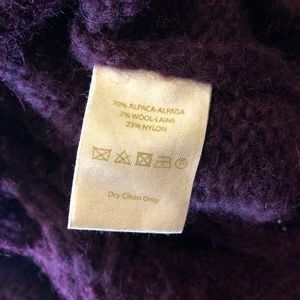 70% ALPACA-ALPAGA
7% WOOL-LAINE
23% NYLON
Dry Clean Only